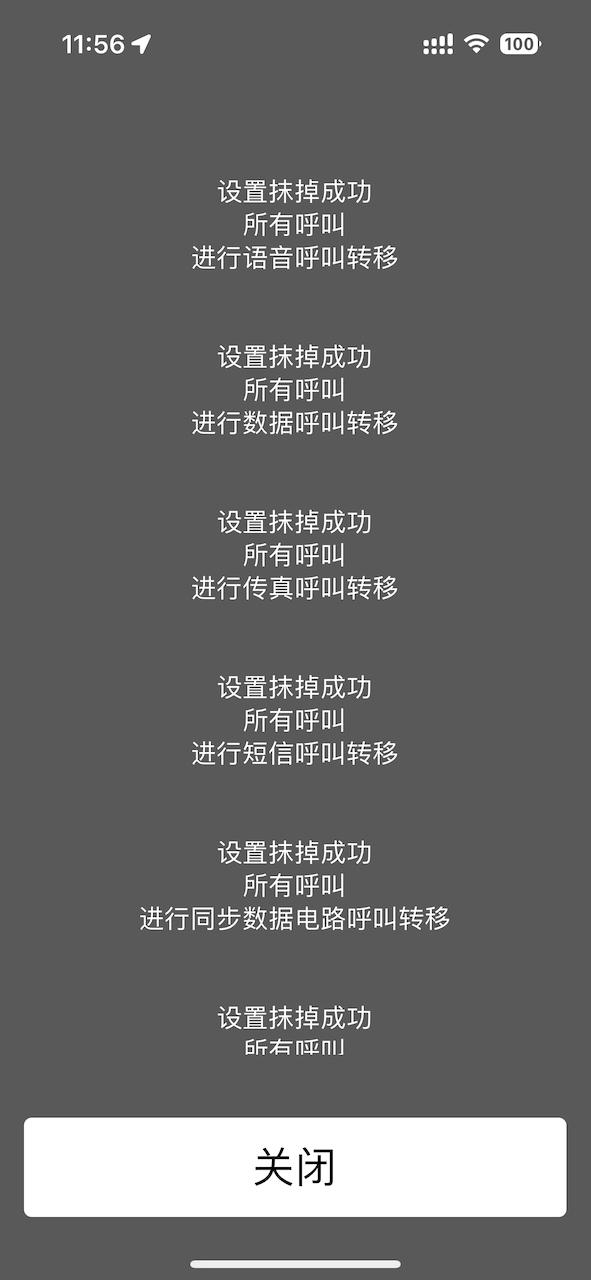 11:56
100
设置抹掉成功
所有呼叫
进行语音呼叫转移
设置抹掉成功
所有呼叫
进行数据呼叫转移
设置抹掉成功
所有呼叫
进行传真呼叫转移
设置抹掉成功
所有呼叫
进行短信呼叫转移
设置抹掉成功
所有呼叫
进行同步数据电路呼叫转移
设置抹掉成功
所有呼叫
关闭